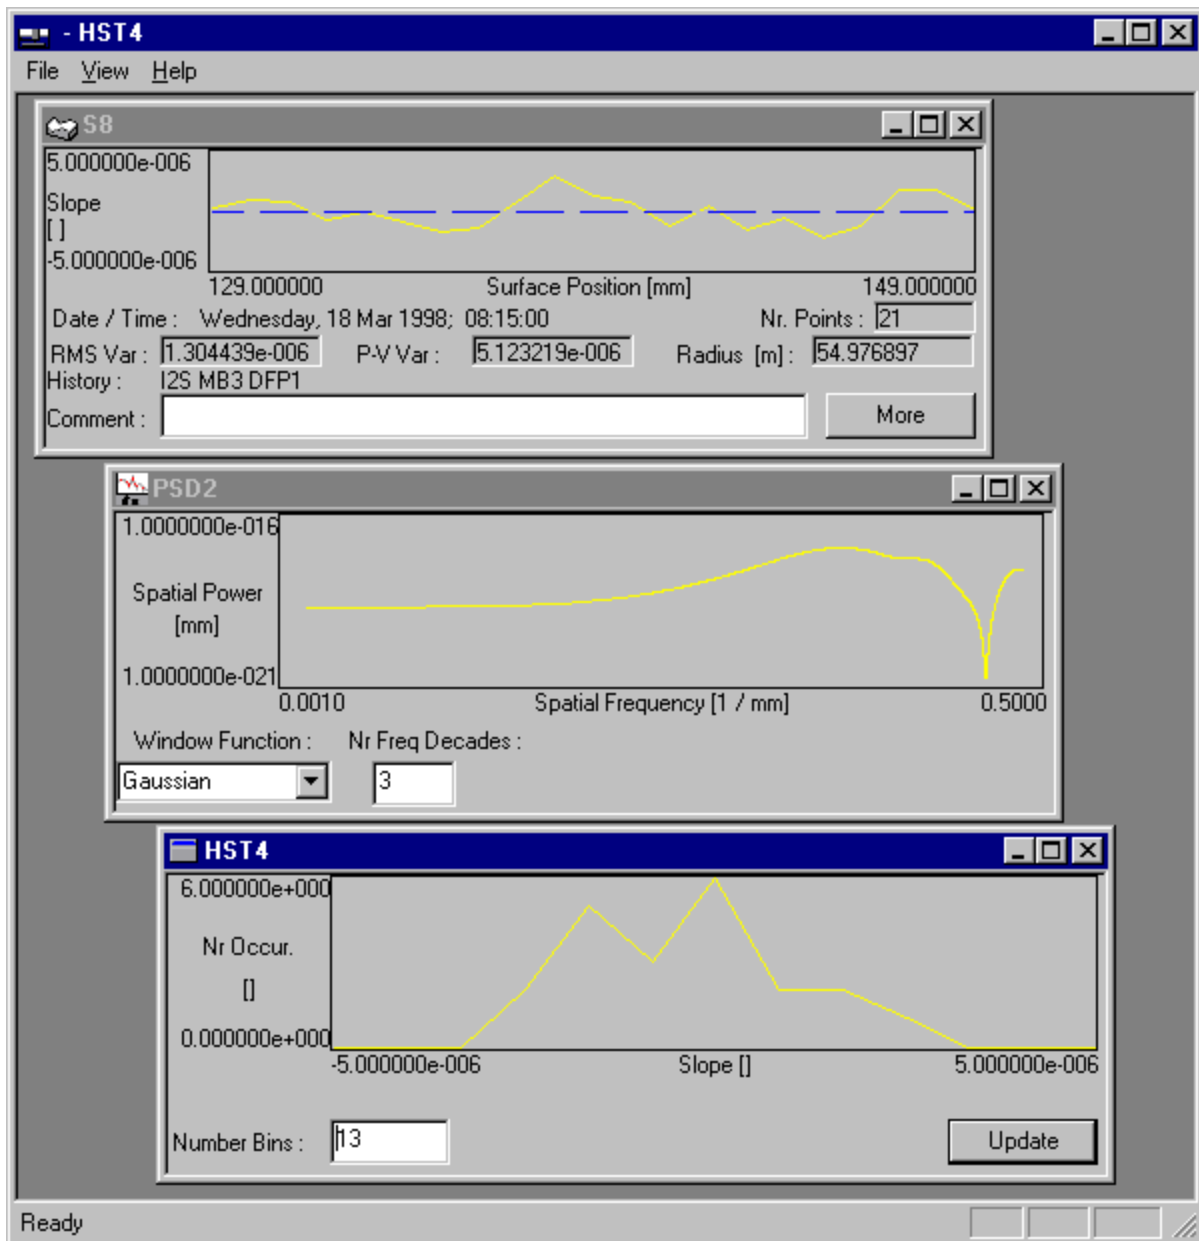 - HST4
File View Help
S8
5.000000e-006
Slope
[ ]
-5.000000e-006
129.000000 Surface Position [mm] 149.000000
Date / Time : Wednesday, 18 Mar 1998; 08:15:00 Nr. Points : 21
RMS Var : 1.304439e-006 P-V Var : 5.123219e-006 Radius [m] : 54.976897
History : I2S MB3 DFP1
Comment : More
PSD2
1.0000000e-016
Spatial Power
[mm]
1.0000000e-021
0.0010 Spatial Frequency [1 / mm] 0.5000
Window Function : Nr Freq Decades :
Gaussian 3
HST4
6.000000e+000
Nr Occur.
[]
0.000000e+000
-5.000000e-006 Slope [] 5.000000e-006
Number Bins : 13 Update
Ready